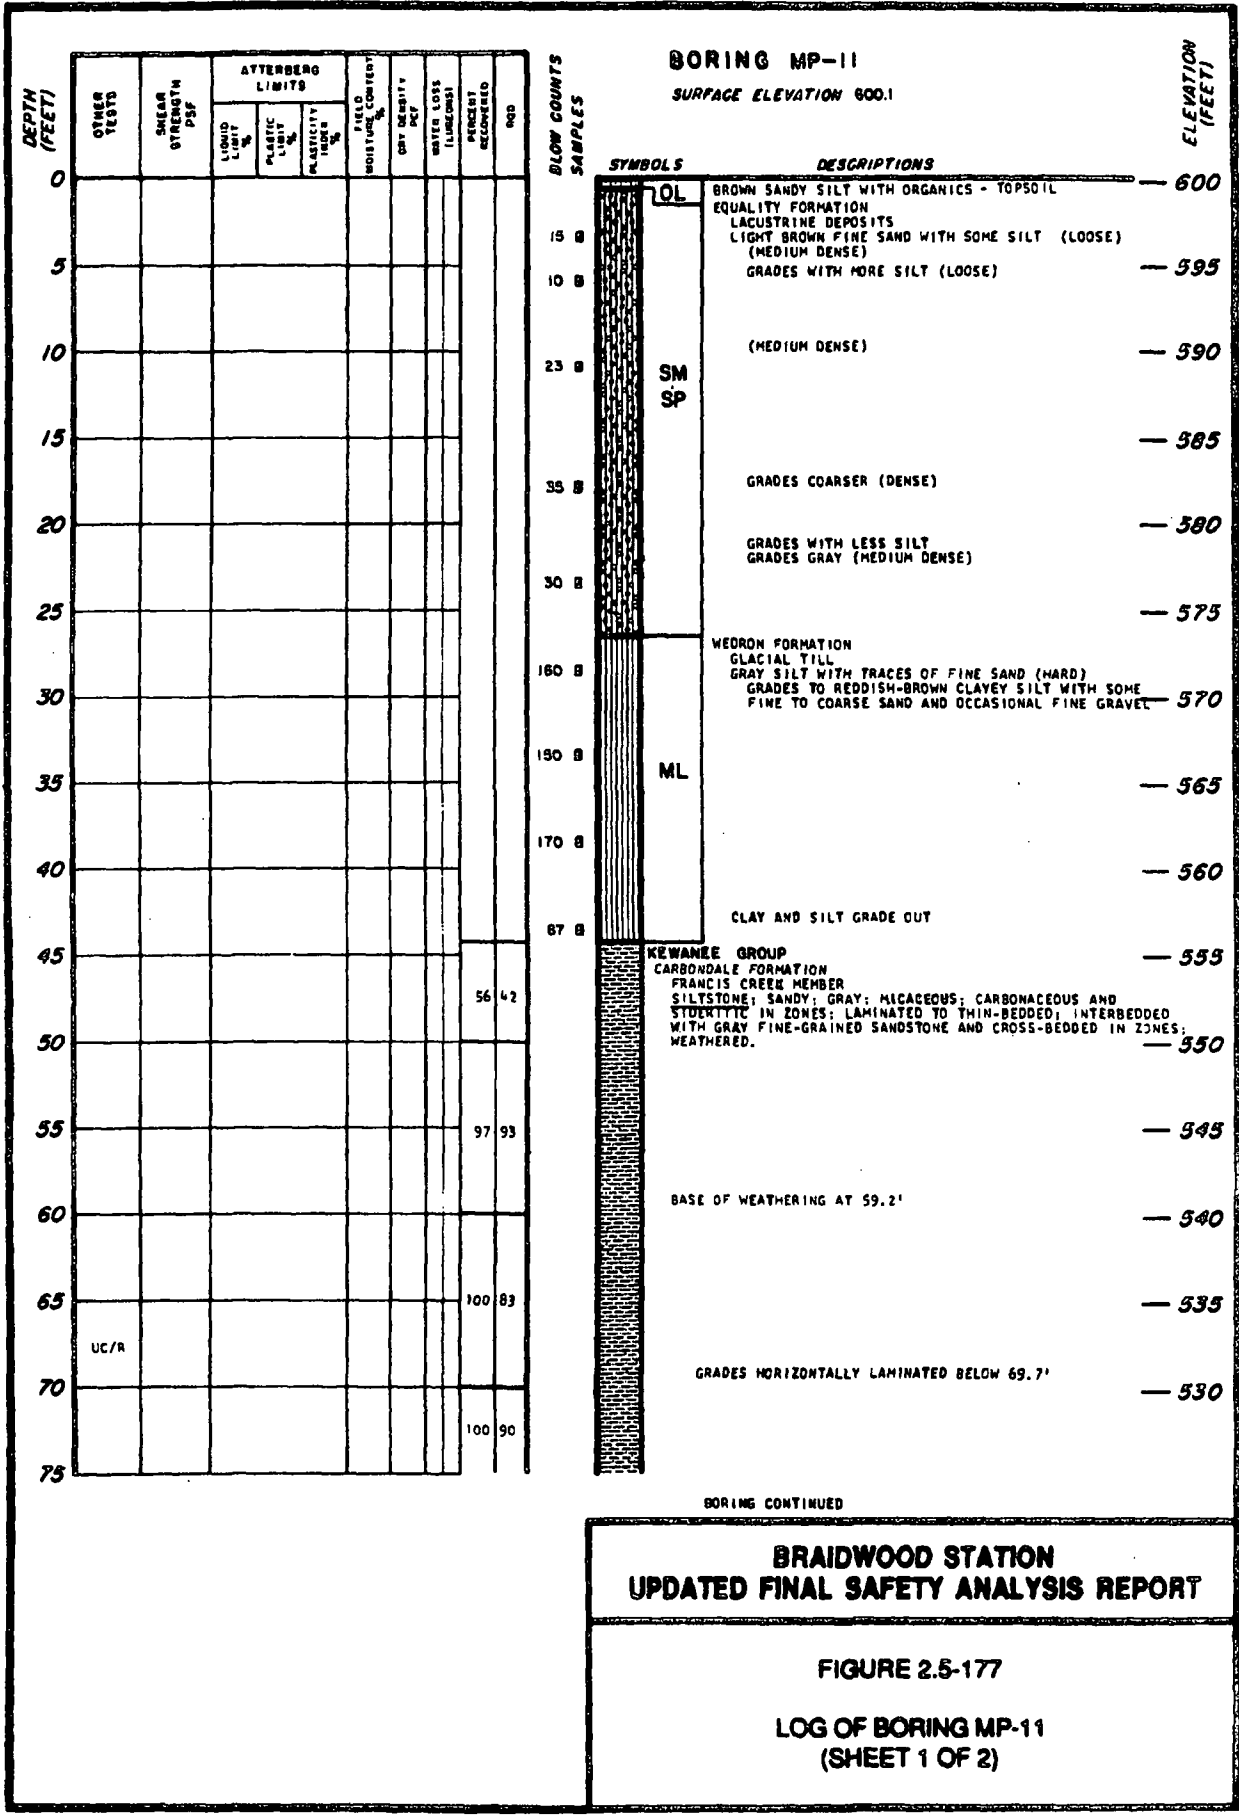 BORING MP-11
SURFACE ELEVATION 600.1
DEPTH (FEET)
OTHER TESTS
SHEAR STRENGTH PSF
ATTERBERG LIMITS
LIQUID LIMIT %
PLASTIC LIMIT %
PLASTICITY INDEX %
FIELD MOISTURE CONTENT %
DRY DENSITY PCF
WATER LOSS (LUGEONS)
PERCENT RECOVERED
RQD
BLOW COUNTS
SAMPLES
SYMBOLS
DESCRIPTIONS
ELEVATION (FEET)
0
600
OL
BROWN SANDY SILT WITH ORGANICS - TOPSOIL
EQUALITY FORMATION
LACUSTRINE DEPOSITS
15
LIGHT BROWN FINE SAND WITH SOME SILT (LOOSE)
(MEDIUM DENSE)
5
595
GRADES WITH MORE SILT (LOOSE)
10
10
(MEDIUM DENSE)
590
23
SM
SP
15
585
35
GRADES COARSER (DENSE)
20
580
GRADES WITH LESS SILT
GRADES GRAY (MEDIUM DENSE)
30
25
575
WEDRON FORMATION
GLACIAL TILL
160
GRAY SILT WITH TRACES OF FINE SAND (HARD)
GRADES TO REDDISH-BROWN CLAYEY SILT WITH SOME
FINE TO COARSE SAND AND OCCASIONAL FINE GRAVEL
30
570
ML
35
565
170
40
560
CLAY AND SILT GRADE OUT
45
555
KEWANEE GROUP
CARBONDALE FORMATION
FRANCIS CREEK MEMBER
56 42
SILTSTONE; SANDY; GRAY; MICACEOUS; CARBONACEOUS AND
SIDERITIC IN ZONES; LAMINATED TO THIN-BEDDED; INTERBEDDED
WITH GRAY FINE-GRAINED SANDSTONE AND CROSS-BEDDED IN ZONES;
WEATHERED.
50
550
55
97 93
545
BASE OF WEATHERING AT 59.2'
60
540
65
100 83
535
UC/R
GRADES HORIZONTALLY LAMINATED BELOW 69.7'
70
530
100 90
75
BORING CONTINUED
BRAIDWOOD STATION
UPDATED FINAL SAFETY ANALYSIS REPORT
FIGURE 2.5-177
LOG OF BORING MP-11
(SHEET 1 OF 2)